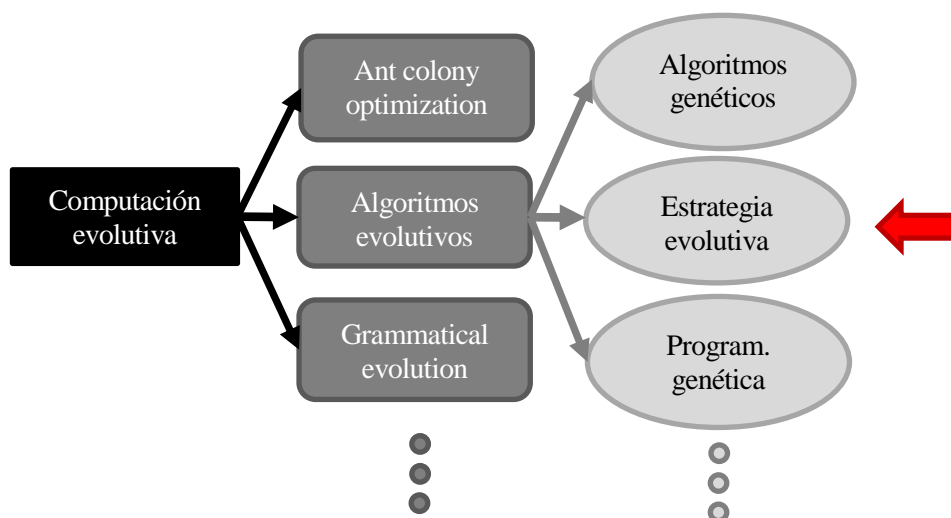 Computación
evolutiva
Ant colony
optimization
Algoritmos
evolutivos
Grammatical
evolution
Algoritmos
genéticos
Estrategia
evolutiva
Program.
genética